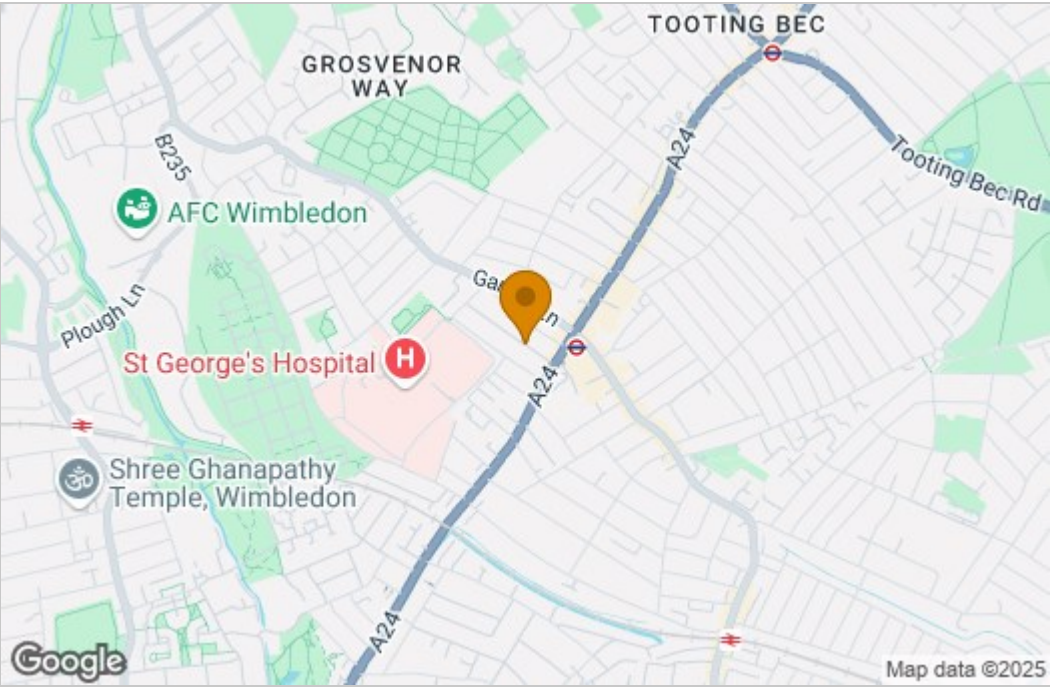 TOOTING BEC
GROSVENOR
WAY
A24
B235
Tooting Bec Rd
AFC Wimbledon
Plough Ln
St George's Hospital
H
A24
Shree Ghanapathy
Temple, Wimbledon
A24
Google
Map data ©2025